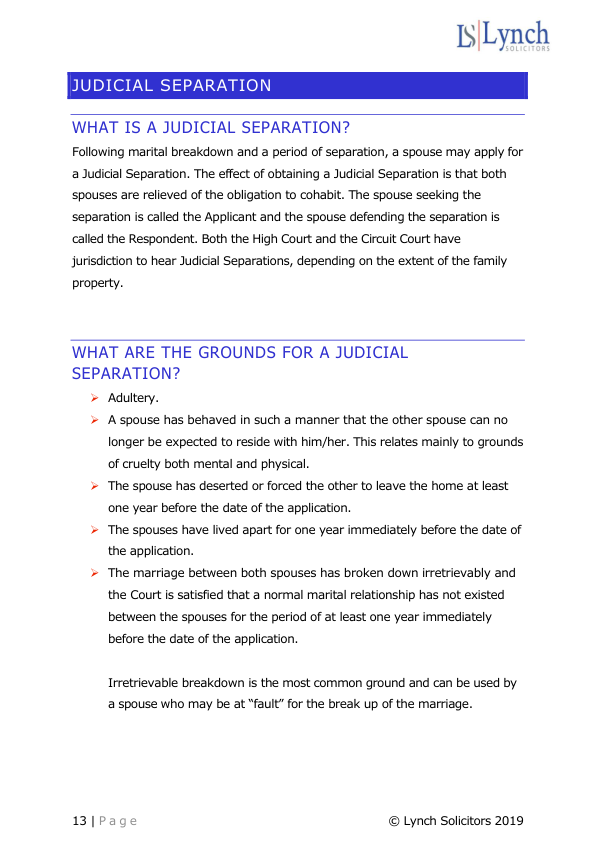 LS Lynch
SOLICITORS
JUDICIAL SEPARATION
WHAT IS A JUDICIAL SEPARATION?
Following marital breakdown and a period of separation, a spouse may apply for
a Judicial Separation. The effect of obtaining a Judicial Separation is that both
spouses are relieved of the obligation to cohabit. The spouse seeking the
separation is called the Applicant and the spouse defending the separation is
called the Respondent. Both the High Court and the Circuit Court have
jurisdiction to hear Judicial Separations, depending on the extent of the family
property.
WHAT ARE THE GROUNDS FOR A JUDICIAL
SEPARATION?
➢ Adultery.
➢ A spouse has behaved in such a manner that the other spouse can no
longer be expected to reside with him/her. This relates mainly to grounds
of cruelty both mental and physical.
➢ The spouse has deserted or forced the other to leave the home at least
one year before the date of the application.
➢ The spouses have lived apart for one year immediately before the date of
the application.
➢ The marriage between both spouses has broken down irretrievably and
the Court is satisfied that a normal marital relationship has not existed
between the spouses for the period of at least one year immediately
before the date of the application.
Irretrievable breakdown is the most common ground and can be used by
a spouse who may be at “fault” for the break up of the marriage.
13 | Page © Lynch Solicitors 2019